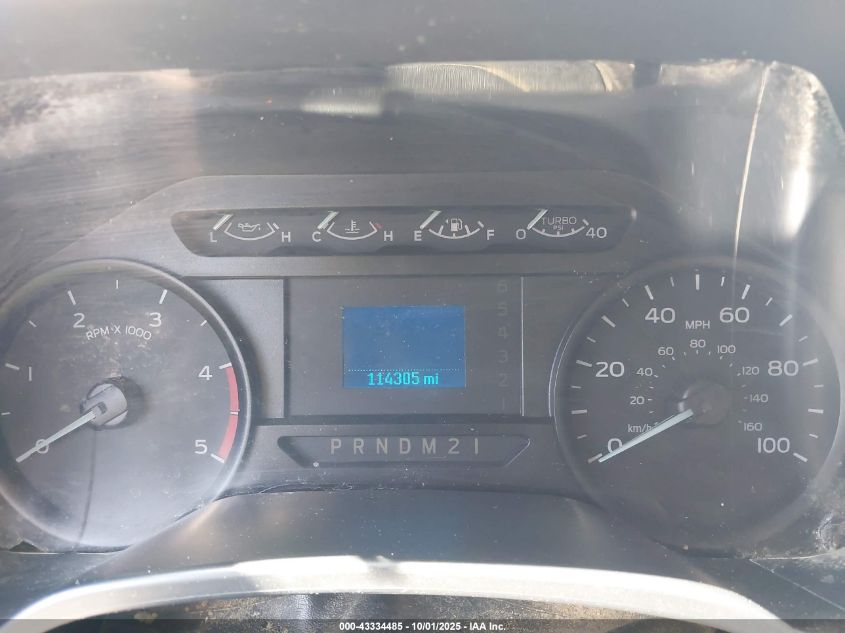 L H C H E F 0 TURBO PSI 40
1 2 3 4 5 0
RPM X 1000
6
5
4
3
2
1
114305 mi
0 20 40 60 80 100
MPH
20 40 60 80 100 120 140 160
km/h
P R N D M 2 1
000-43334485 - 10/01/2025 - IAA Inc.